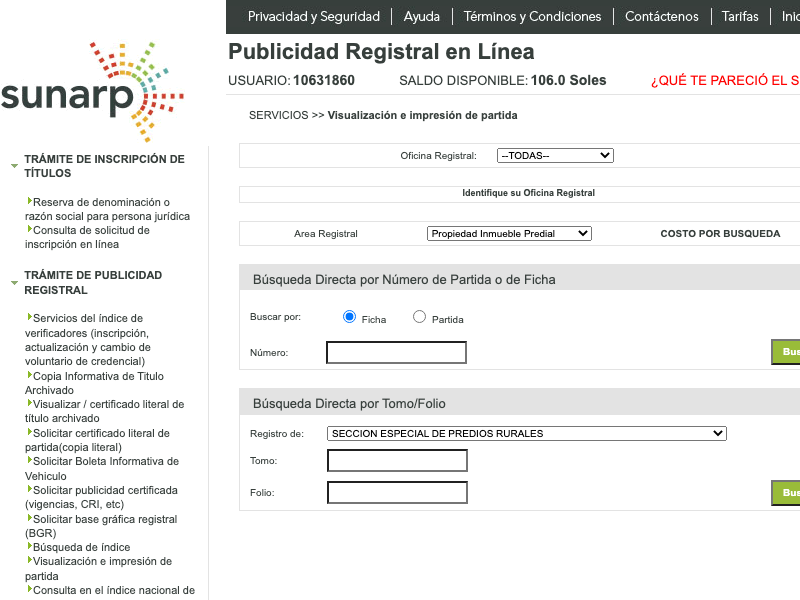 Privacidad y Seguridad
Ayuda
Términos y Condiciones
Contáctenos
Tarifas
sunarp
Publicidad Registral en Línea
USUARIO: 10631860
SALDO DISPONIBLE: 106.0 Soles
¿QUÉ TE PARECIÓ EL S
SERVICIOS >> Visualización e impresión de partida
TRÁMITE DE INSCRIPCIÓN DE
TÍTULOS
Reserva de denominación o
razón social para persona jurídica
Consulta de solicitud de
inscripción en línea
TRÁMITE DE PUBLICIDAD
REGISTRAL
Servicios del índice de
verificadores (inscripción,
actualización y cambio de
voluntario de credencial)
Copia Informativa de Titulo
Archivado
Visualizar / certificado literal de
título archivado
Solicitar certificado literal de
partida(copia literal)
Solicitar Boleta Informativa de
Vehiculo
Solicitar publicidad certificada
(vigencias, CRI, etc)
Solicitar base gráfica registral
(BGR)
Búsqueda de índice
Visualización e impresión de
partida
Consulta en el índice nacional de
Oficina Registral: --TODAS--
Identifique su Oficina Registral
Area Registral Propiedad Inmueble Predial COSTO POR BUSQUEDA
Búsqueda Directa por Número de Partida o de Ficha
Buscar por: Ficha Partida
Número:
Bus
Búsqueda Directa por Tomo/Folio
Registro de: SECCION ESPECIAL DE PREDIOS RURALES
Tomo:
Folio:
Bus